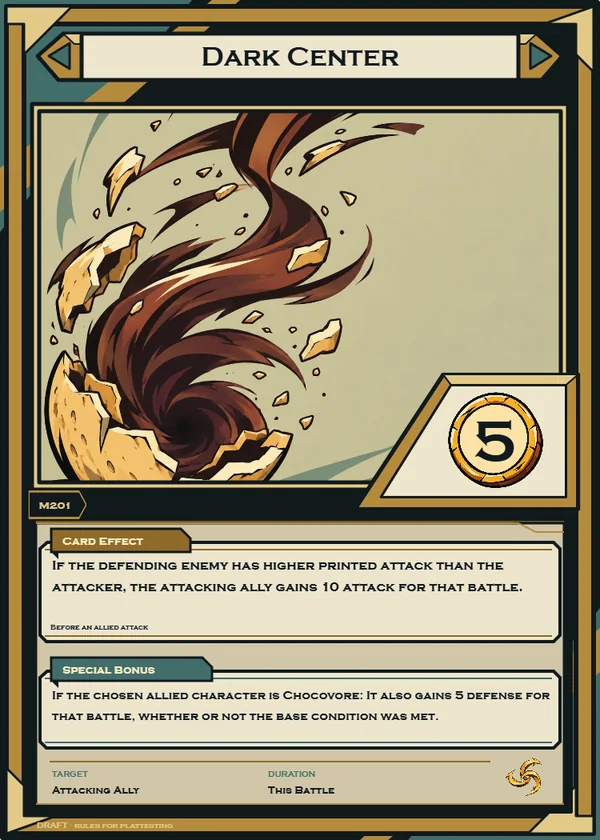 Dark Center
5
M201
Card Effect
If the defending enemy has higher printed attack than the
attacker, the attacking ally gains 10 attack for that battle.
Before an allied attack
Special Bonus
If the chosen allied character is Chocovore: It also gains 5 defense for
that battle, whether or not the base condition was met.
Target
Duration
Attacking Ally
This Battle
DRAFT Rules for playtesting